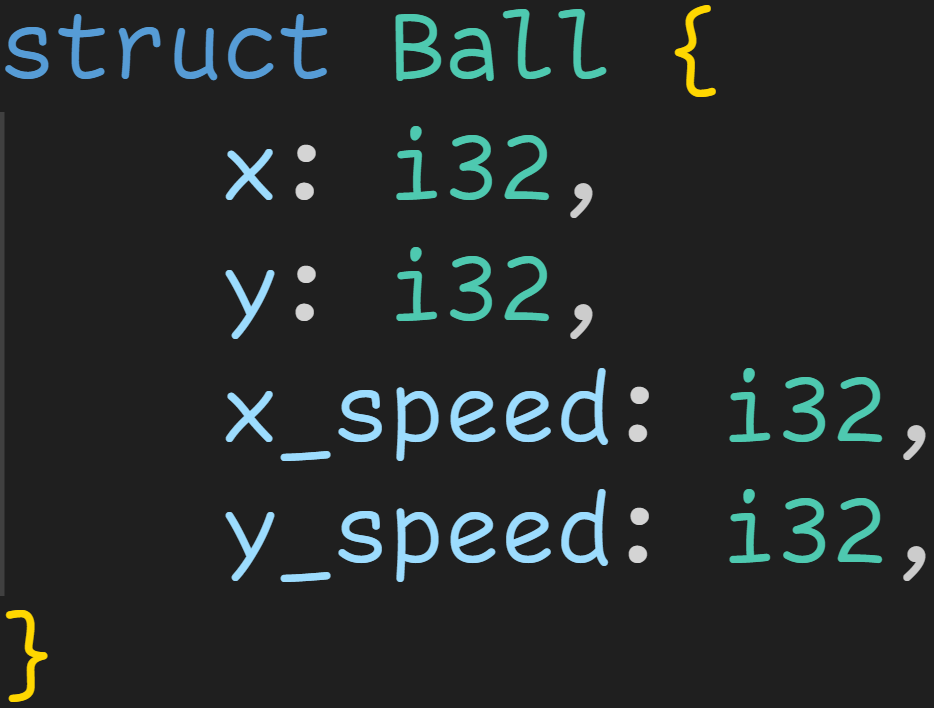 struct Ball {
    x: i32,
    y: i32,
    x_speed: i32,
    y_speed: i32,
}